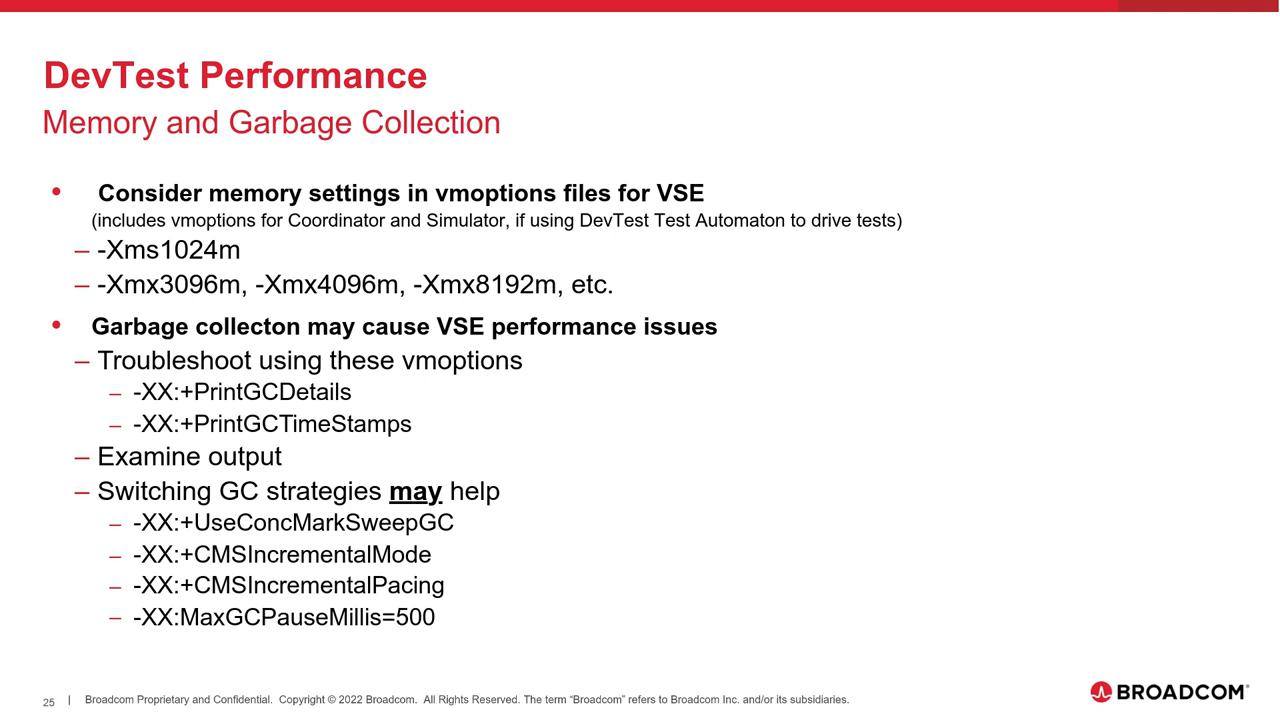 DevTest Performance
Memory and Garbage Collection
• Consider memory settings in vmoptions files for VSE
(includes vmoptions for Coordinator and Simulator, if using DevTest Test Automaton to drive tests)
– -Xms1024m
– -Xmx3096m, -Xmx4096m, -Xmx8192m, etc.
• Garbage collecton may cause VSE performance issues
– Troubleshoot using these vmoptions
– -XX:+PrintGCDetails
– -XX:+PrintGCTimeStamps
– Examine output
– Switching GC strategies may help
– -XX:+UseConcMarkSweepGC
– -XX:+CMSIncrementalMode
– -XX:+CMSIncrementalPacing
– -XX:MaxGCPauseMillis=500
25 | Broadcom Proprietary and Confidential. Copyright © 2022 Broadcom. All Rights Reserved. The term “Broadcom” refers to Broadcom Inc. and/or its subsidiaries.
BROADCOM®